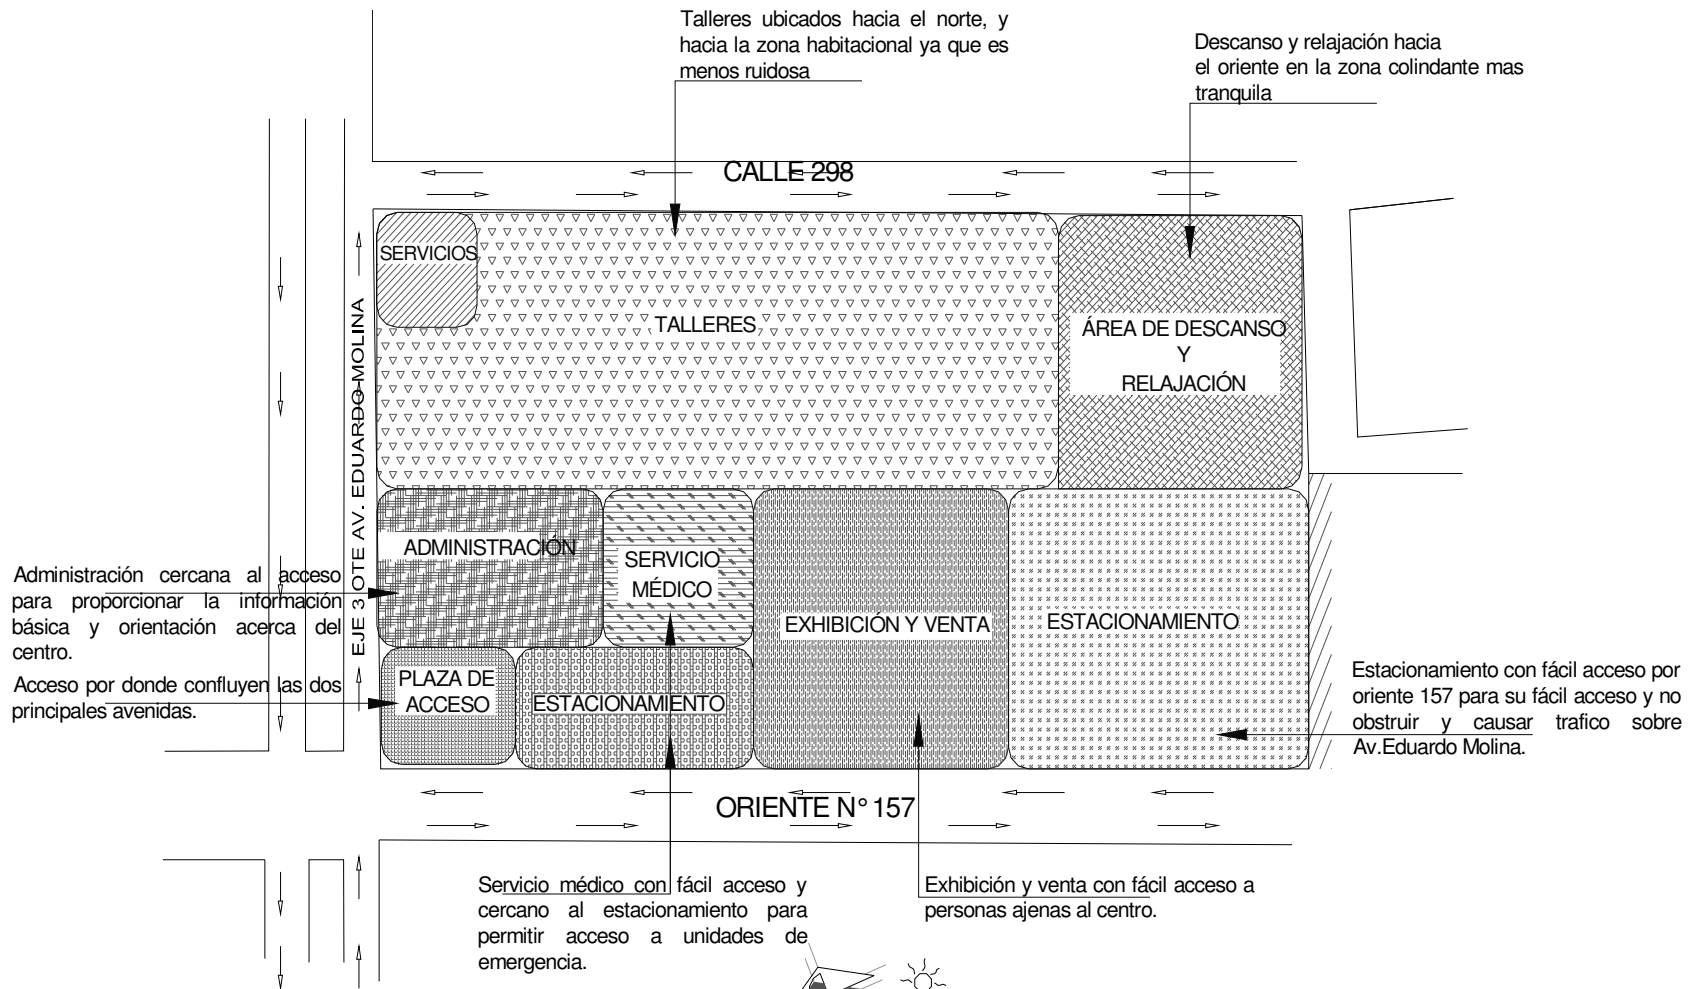 Talleres ubicados hacia el norte, y
hacia la zona habitacional ya que es
menos ruidosa
Descanso y relajación hacia
el oriente en la zona colindante mas
tranquila
CALLE 298
SERVICIOS
TALLERES
ÁREA DE DESCANSO
Y
RELAJACIÓN
EJE 3 OTE AV. EDUARDO MOLINA
ADMINISTRACIÓN
SERVICIO
MÉDICO
EXHIBICIÓN Y VENTA
ESTACIONAMIENTO
Administración cercana al acceso
para proporcionar la información
básica y orientación acerca del
centro.
Acceso por donde confluyen las dos
principales avenidas.
PLAZA DE
ACCESO
ESTACIONAMIENTO
Estacionamiento con fácil acceso por
oriente 157 para su fácil acceso y no
obstruir y causar trafico sobre
Av.Eduardo Molina.
ORIENTE N° 157
Servicio médico con fácil acceso y
cercano al estacionamiento para
permitir acceso a unidades de
emergencia.
Exhibición y venta con fácil acceso a
personas ajenas al centro.